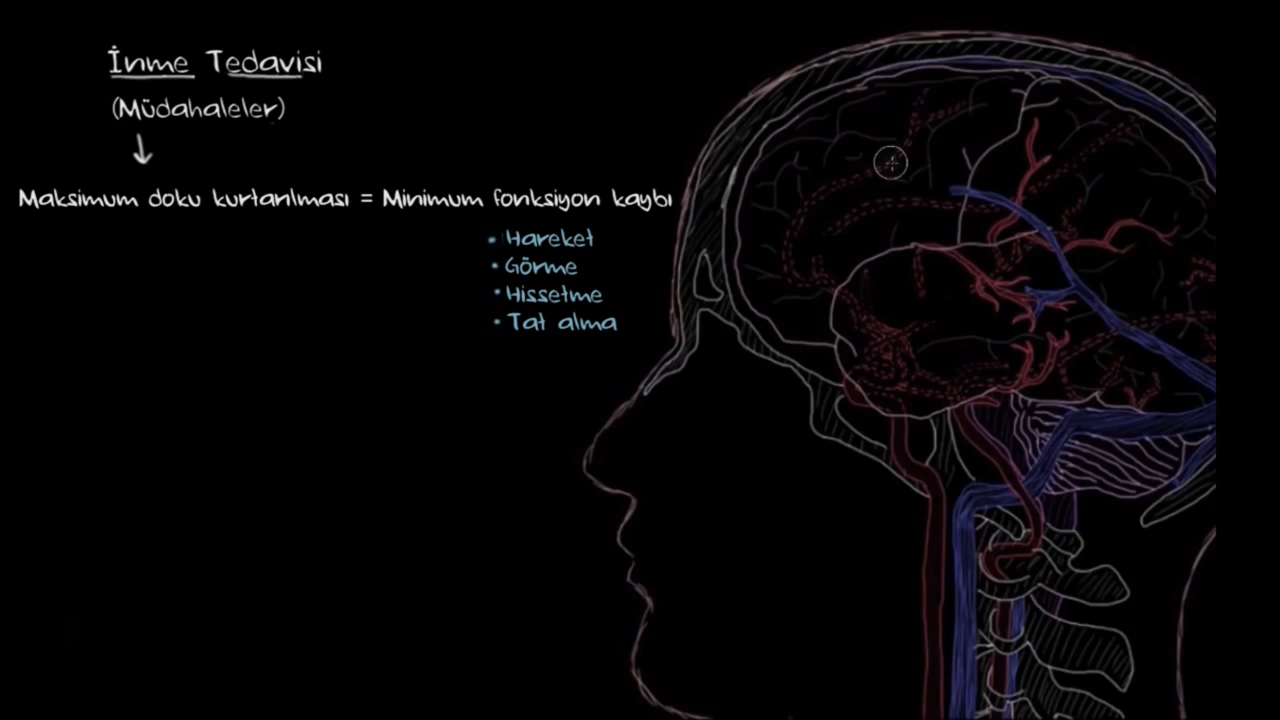 İnme Tedavisi
(Müdahaleler)
Maksimum doku kurtarılması = Minimum fonksiyon kaybı
• Hareket
• Görme
• Hissetme
• Tat alma